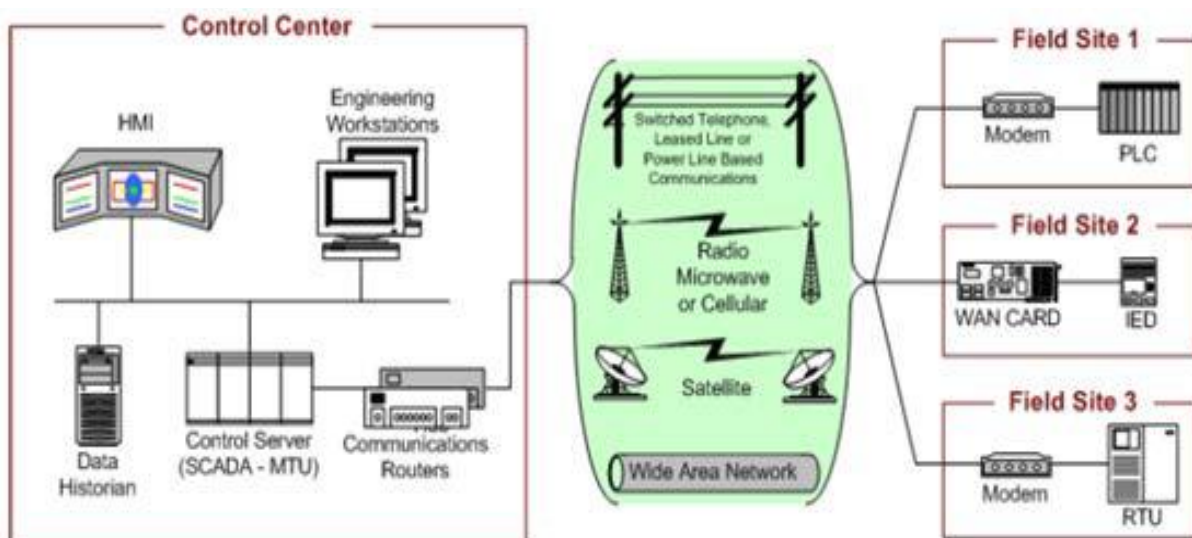 Control Center
HMI
Engineering
Workstations
Data
Historian
Control Server
(SCADA - MTU)
Communications
Routers
Switched Telephone,
Leased Line or
Power Line Based
Communications
Radio
Microwave
or Cellular
Satellite
Wide Area Network
Field Site 1
Modem
PLC
Field Site 2
WAN CARD
IED
Field Site 3
Modem
RTU